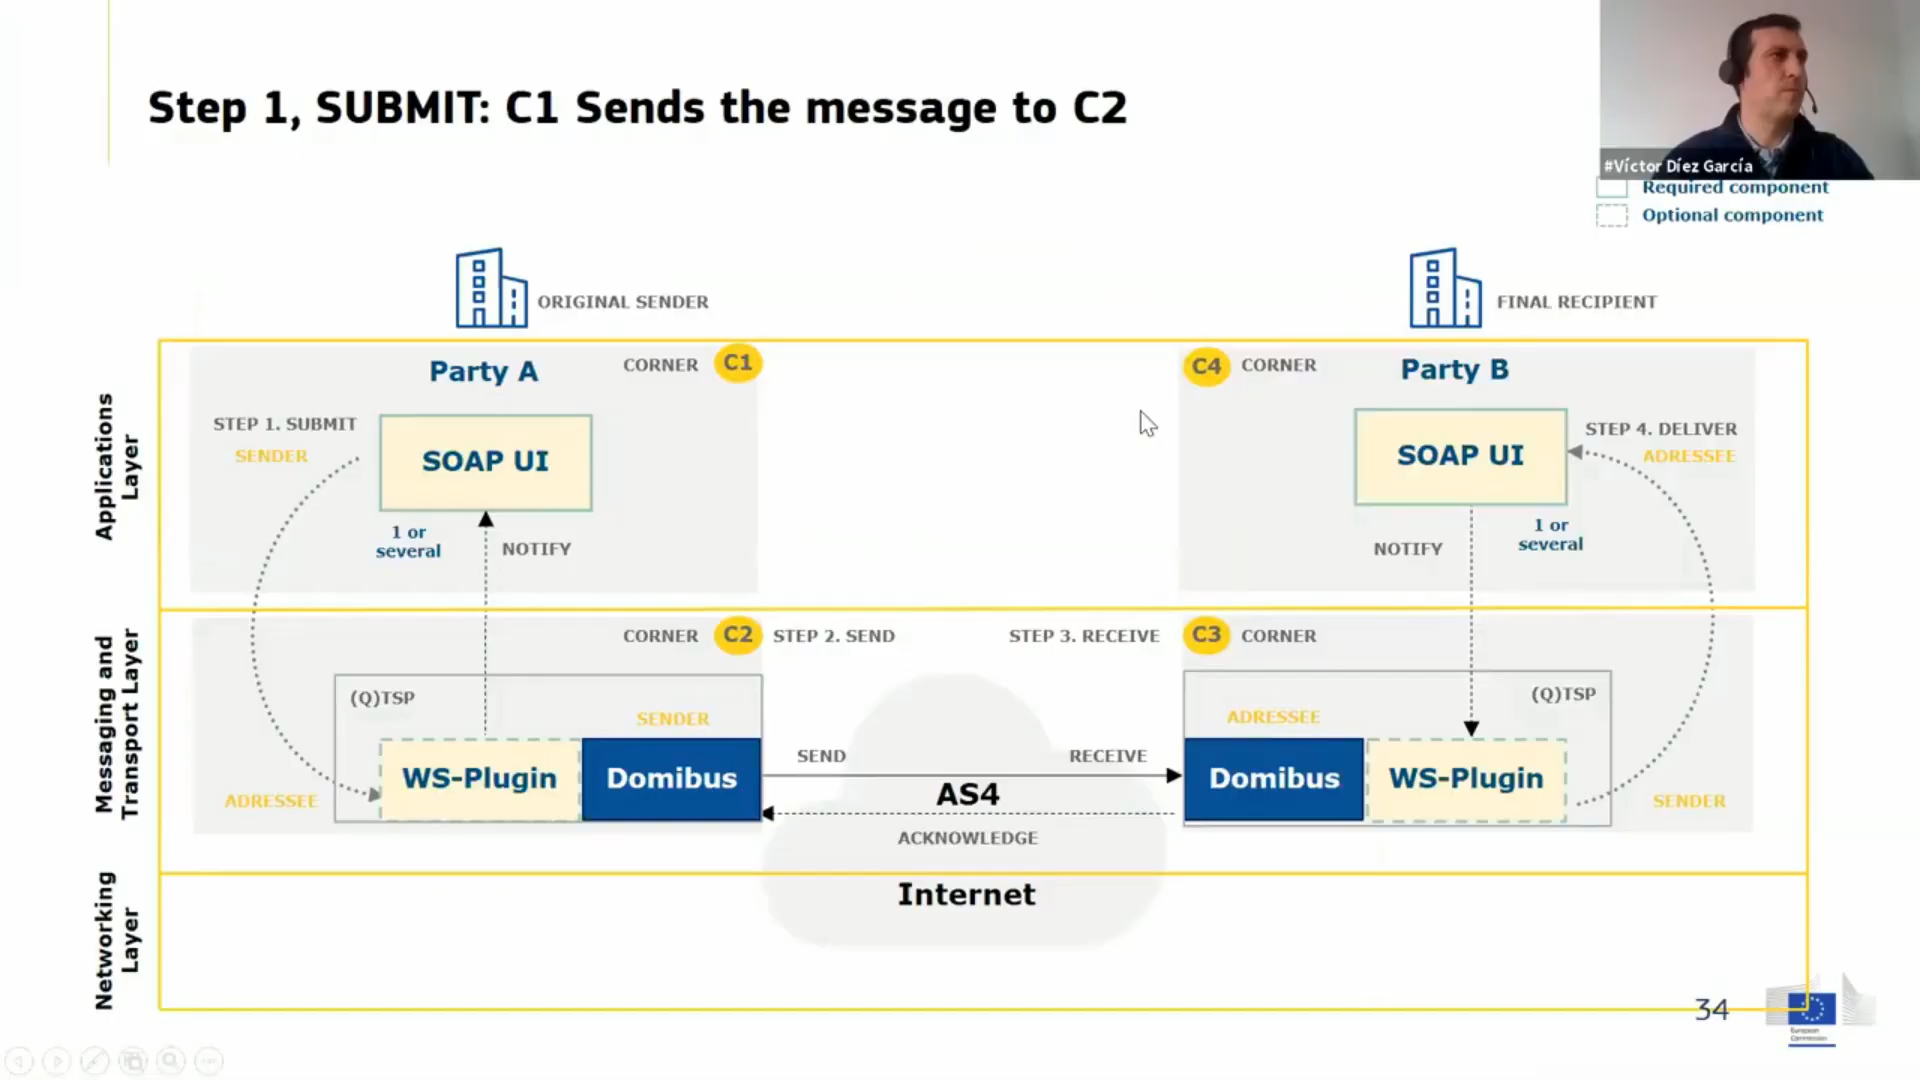 Step 1, SUBMIT: C1 Sends the message to C2
#Víctor Díez García
Required component
Optional component
ORIGINAL SENDER
FINAL RECIPIENT
Applications
Layer
Party A
CORNER C1
STEP 1. SUBMIT
SENDER
SOAP UI
1 or
several
NOTIFY
C4 CORNER
Party B
SOAP UI
STEP 4. DELIVER
ADRESSEE
NOTIFY
1 or
several
Messaging and
Transport Layer
CORNER C2 STEP 2. SEND
STEP 3. RECEIVE C3 CORNER
(Q)TSP
SENDER
ADRESSEE
WS-Plugin
Domibus
SEND
RECEIVE
AS4
ACKNOWLEDGE
ADRESSEE
(Q)TSP
Domibus
WS-Plugin
SENDER
Networking
Layer
Internet
34
European
Commission